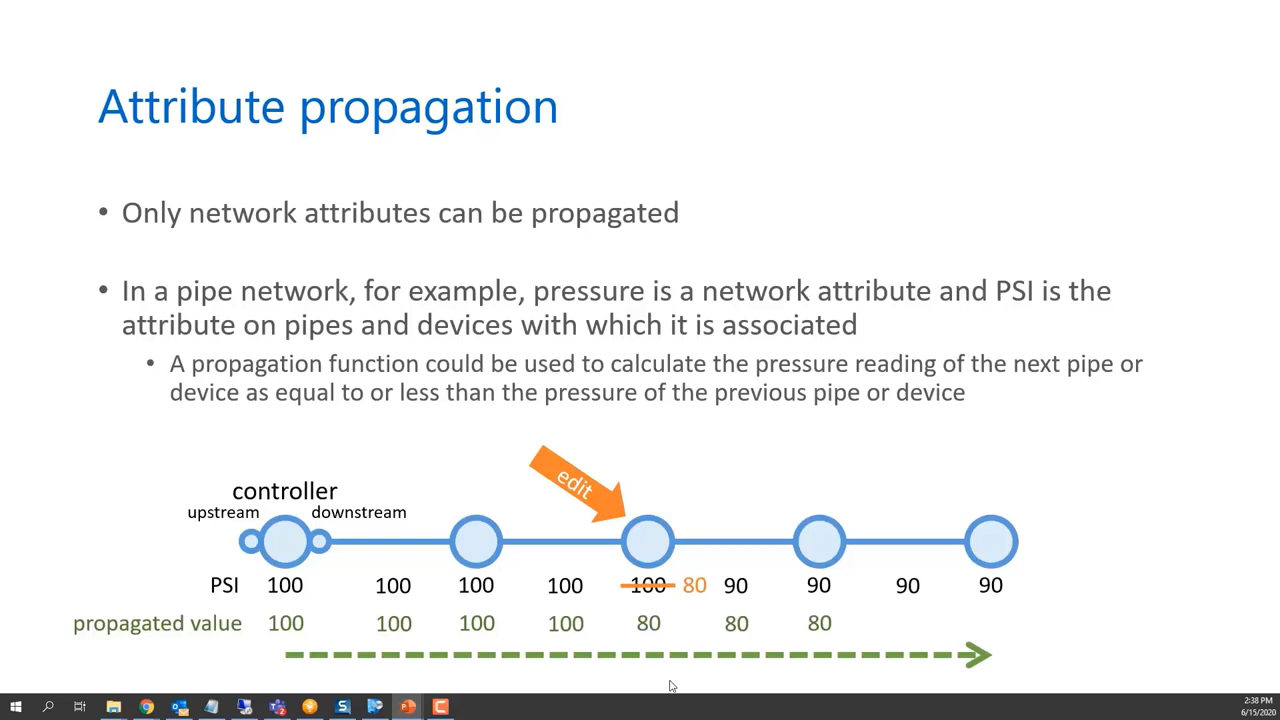 Attribute propagation
• Only network attributes can be propagated
• In a pipe network, for example, pressure is a network attribute and PSI is the
attribute on pipes and devices with which it is associated
• A propagation function could be used to calculate the pressure reading of the next pipe or
device as equal to or less than the pressure of the previous pipe or device
edit
controller
upstream downstream
PSI 100 100 100 100 100 80 90 90 90 90
propagated value 100 100 100 100 80 80 80
2:38 PM
6/15/2020